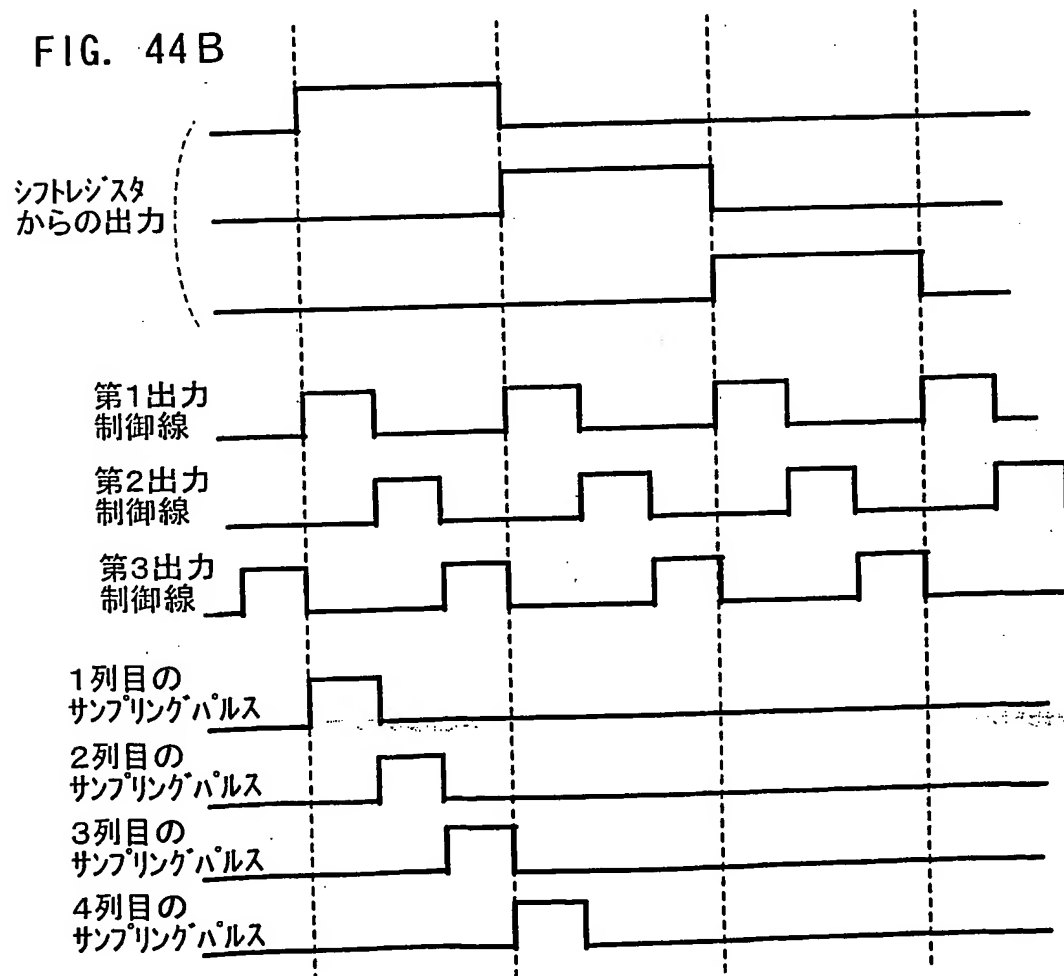 FIG. 44B
シフトレジスタ
からの出力
第1出力
制御線
第2出力
制御線
第3出力
制御線
1列目の
サンプリングパルス
2列目の
サンプリングパルス
3列目の
サンプリングパルス
4列目の
サンプリングパルス